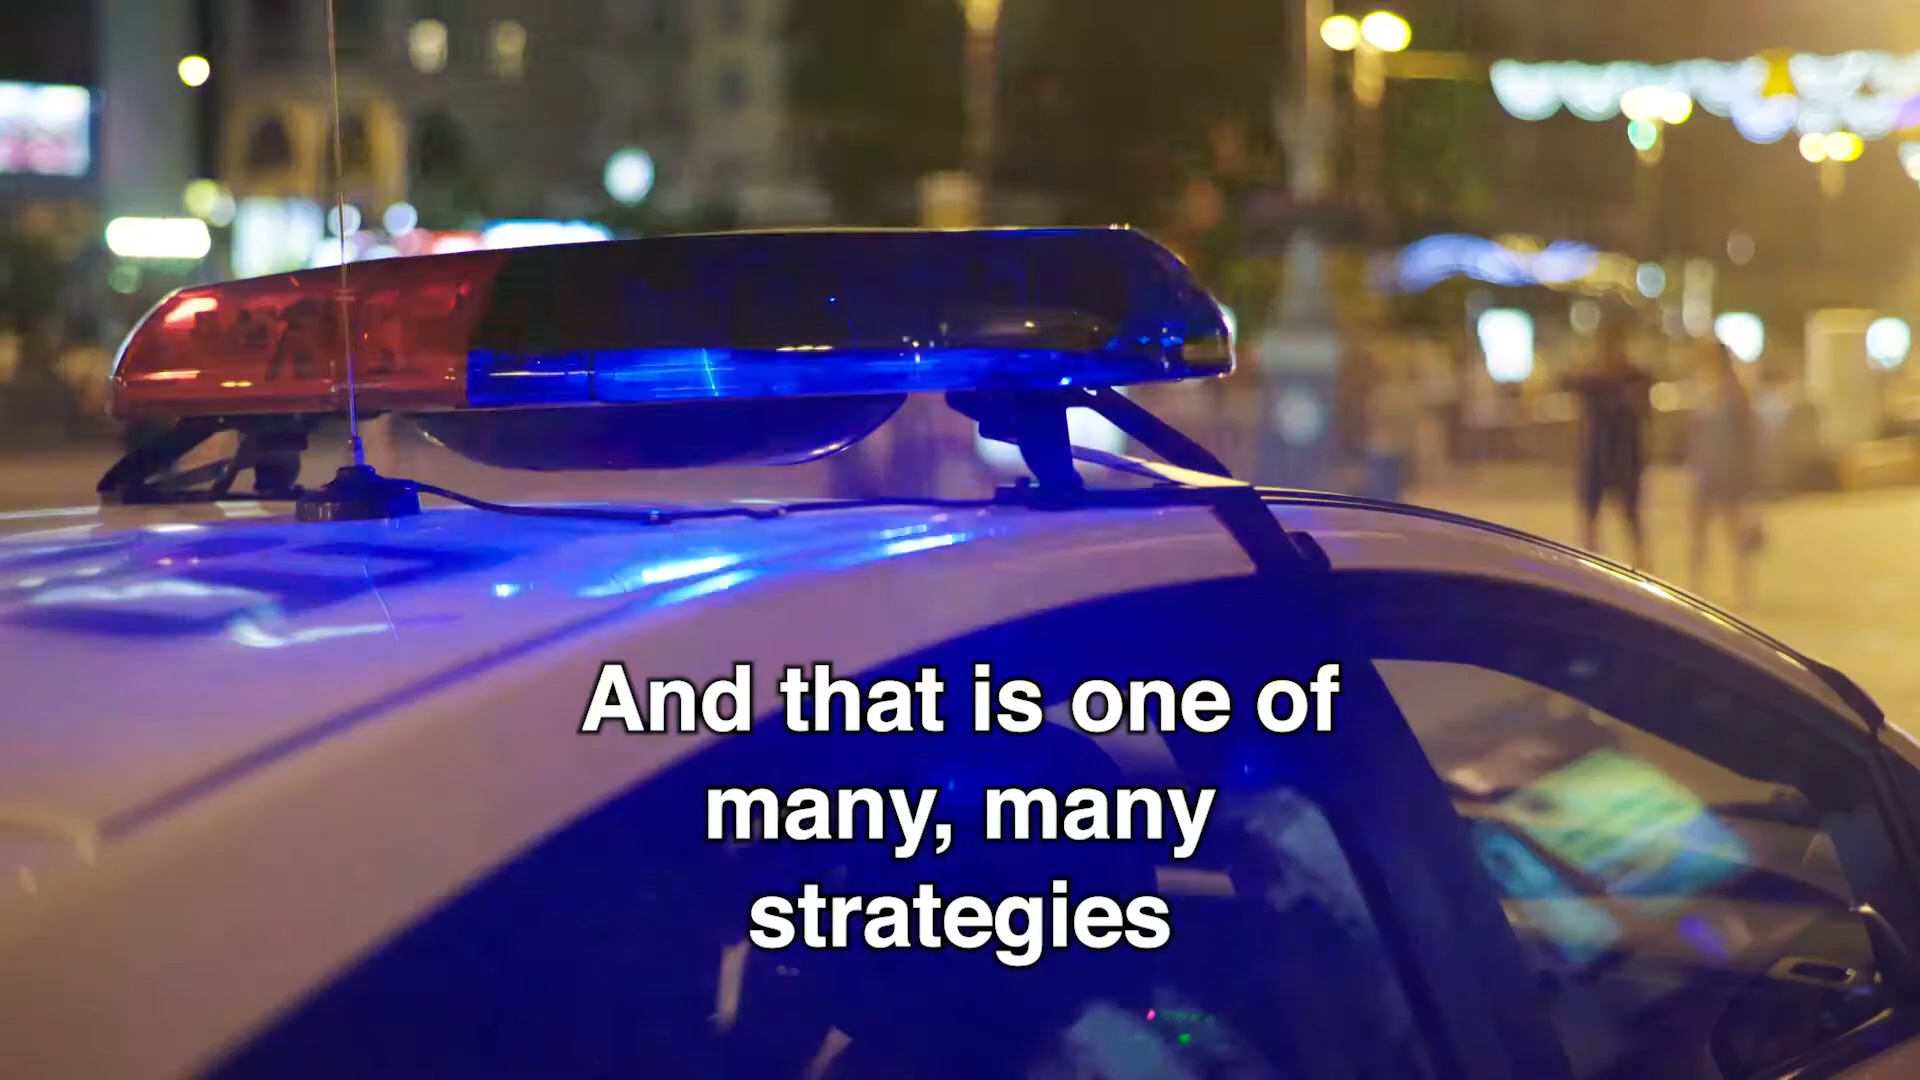 And that is one of
many, many
strategies